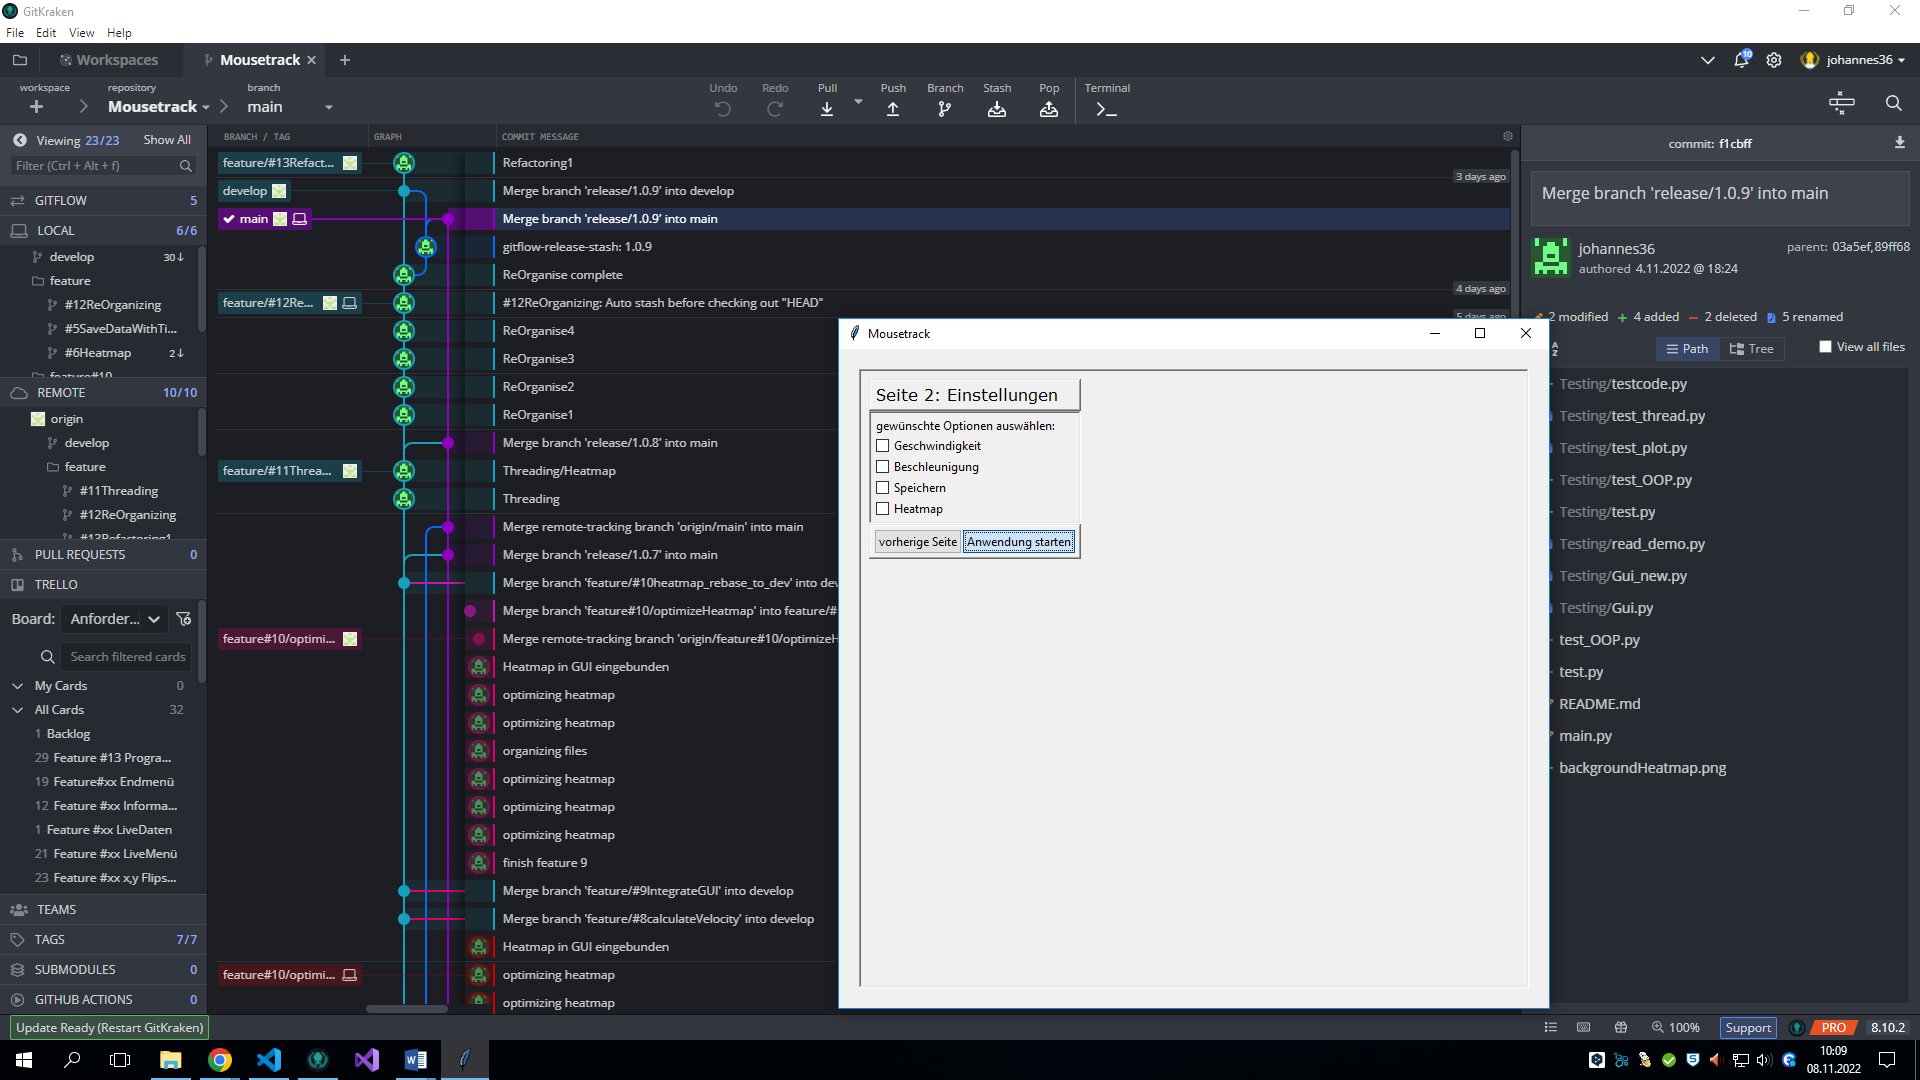 GitKraken
File Edit View Help
Workspaces
Mousetrack
10
johannes36
workspace
repository
Mousetrack
branch
main
Undo
Redo
Pull
Push
Branch
Stash
Pop
Terminal
Viewing 23/23 Show All
Filter (Ctrl + Alt + f)
GITFLOW 5
LOCAL 6/6
develop 30↓
feature
#12ReOrganizing
#5SaveDataWithTi...
#6Heatmap 2↓
feature#10
REMOTE 10/10
origin
develop
feature
#11Threading
#12ReOrganizing
#13Refactoring1
PULL REQUESTS 0
TRELLO
Board: Anforder...
Search filtered cards
My Cards 0
All Cards 32
1 Backlog
29 Feature #13 Progra...
19 Feature#xx Endmenü
12 Feature #xx Informa...
1 Feature #xx LiveDaten
21 Feature #xx LiveMenü
23 Feature #xx x,y Flips...
TEAMS
TAGS 7/7
SUBMODULES 0
GITHUB ACTIONS 0
Update Ready (Restart GitKraken)
BRANCH / TAG GRAPH COMMIT MESSAGE
feature/#13Refact... Refactoring1
3 days ago
develop Merge branch 'release/1.0.9' into develop
main Merge branch 'release/1.0.9' into main
gitflow-release-stash: 1.0.9
ReOrganise complete
4 days ago
feature/#12Re... #12ReOrganizing: Auto stash before checking out "HEAD"
5 days ago
ReOrganise4
ReOrganise3
ReOrganise2
ReOrganise1
Merge branch 'release/1.0.8' into main
feature/#11Threa... Threading/Heatmap
Threading
Merge remote-tracking branch 'origin/main' into main
Merge branch 'release/1.0.7' into main
Merge branch 'feature/#10heatmap_rebase_to_dev' into dev
Merge branch 'feature#10/optimizeHeatmap' into feature/#
feature#10/optimi... Merge remote-tracking branch 'origin/feature#10/optimizeH
Heatmap in GUI eingebunden
optimizing heatmap
optimizing heatmap
organizing files
optimizing heatmap
optimizing heatmap
optimizing heatmap
finish feature 9
Merge branch 'feature/#9IntegrateGUI' into develop
Merge branch 'feature/#8calculateVelocity' into develop
Heatmap in GUI eingebunden
feature#10/optimi... optimizing heatmap
optimizing heatmap
Mousetrack
Seite 2: Einstellungen
gewünschte Optionen auswählen:
Geschwindigkeit
Beschleunigung
Speichern
Heatmap
vorherige Seite Anwendung starten
commit: f1cbff
Merge branch 'release/1.0.9' into main
johannes36
authored 4.11.2022 @ 18:24
parent: 03a5ef,89ff68
2 modified 4 added 2 deleted 5 renamed
Path Tree View all files
Testing/testcode.py
Testing/test_thread.py
Testing/test_plot.py
Testing/test_OOP.py
Testing/test.py
Testing/read_demo.py
Testing/Gui_new.py
Testing/Gui.py
test_OOP.py
test.py
README.md
main.py
backgroundHeatmap.png
100% Support PRO 8.10.2
10:09
08.11.2022